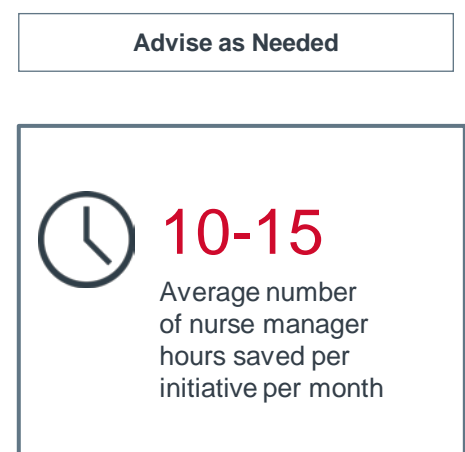 Advise as Needed
10-15
Average number
of nurse manager
hours saved per
initiative per month